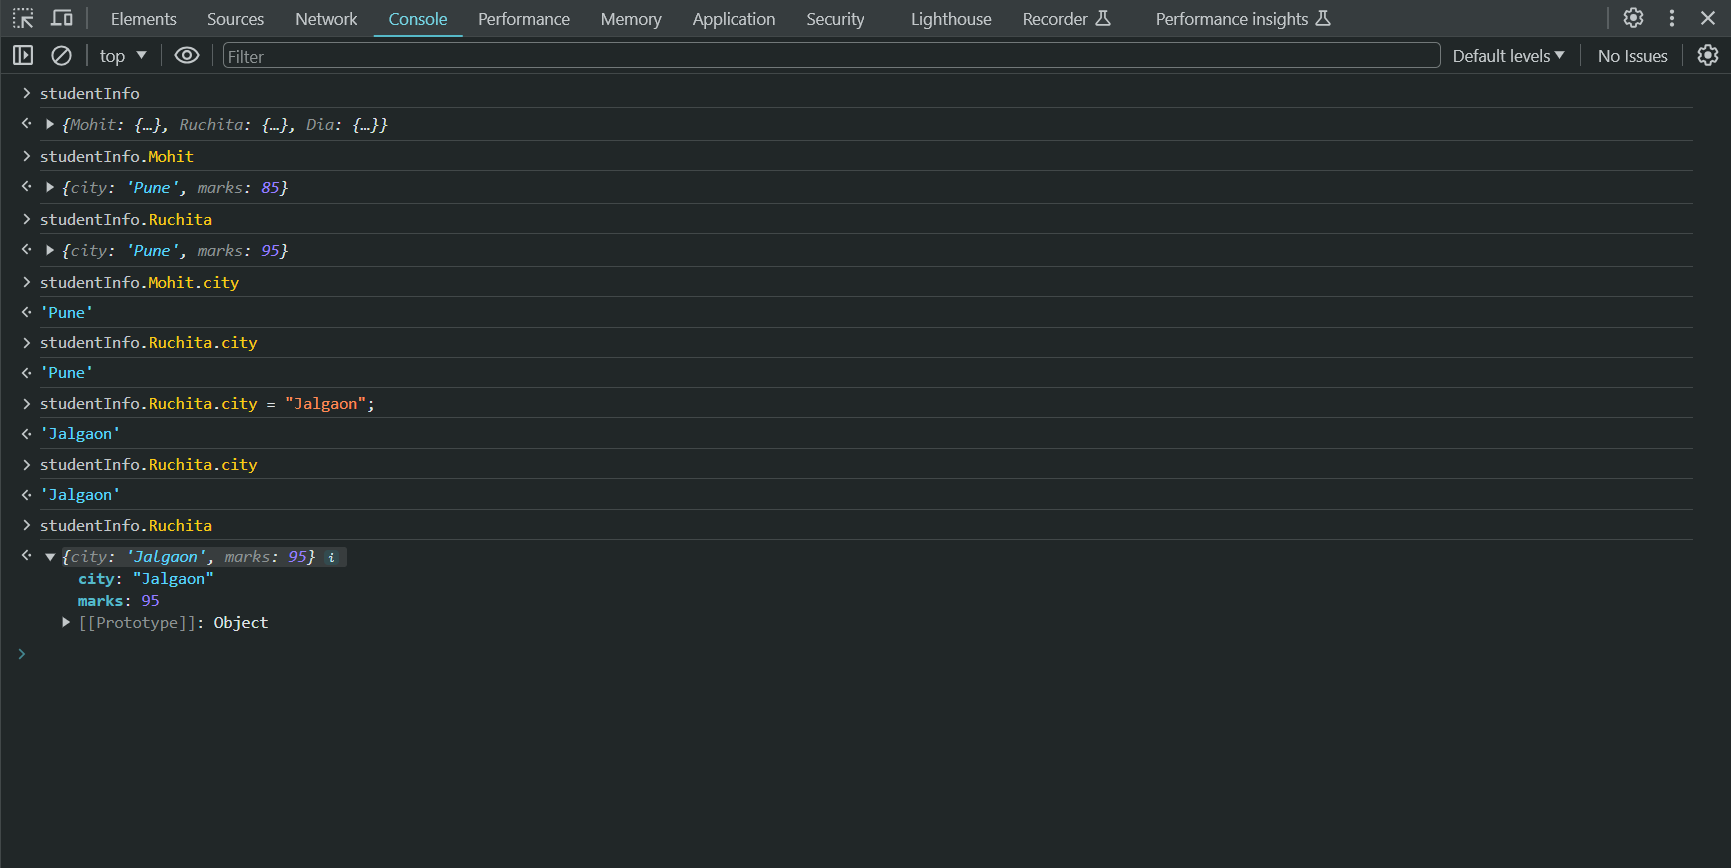 Elements Sources Network Console Performance Memory Application Security Lighthouse Recorder Performance insights
top Filter Default levels No Issues
> studentInfo
{Mohit: {…}, Ruchita: {…}, Dia: {…}}
> studentInfo.Mohit
{city: 'Pune', marks: 85}
> studentInfo.Ruchita
{city: 'Pune', marks: 95}
> studentInfo.Mohit.city
'Pune'
> studentInfo.Ruchita.city
'Pune'
> studentInfo.Ruchita.city = "Jalgaon";
'Jalgaon'
> studentInfo.Ruchita.city
'Jalgaon'
> studentInfo.Ruchita
{city: 'Jalgaon', marks: 95} i
city: "Jalgaon"
marks: 95
[[Prototype]]: Object
>